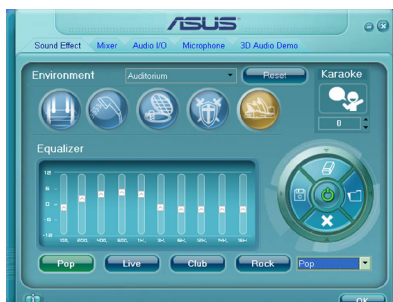 ASUS
Sound Effect Mixer Audio I/O Microphone 3D Audio Demo
Environment Auditorium Reset Karaoke
0
Equalizer
Pop Live Club Rock Pop
OK